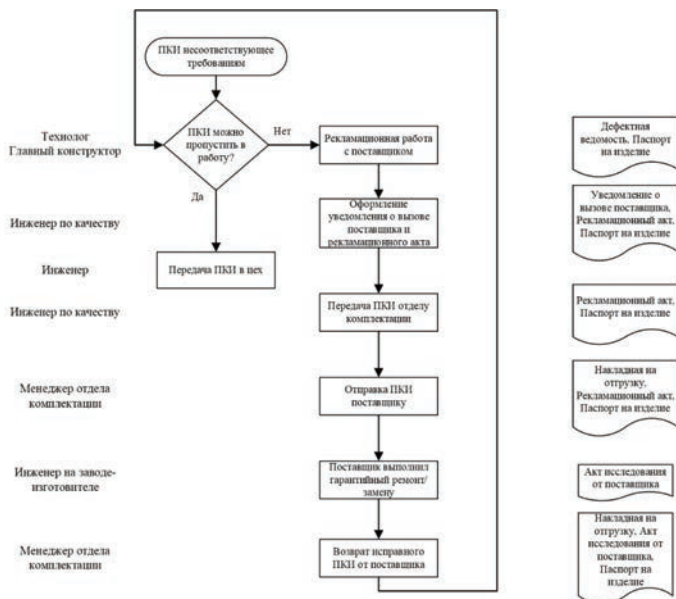 ПКИ несоответствующее
требованиям
Технолог
Главный конструктор
ПКИ можно
пропустить в
работу?
Нет
Рекламационная работа
с поставщиком
Дефектная
ведомость, Паспорт
на изделие
Да
Инженер по качеству
Оформление
уведомления о вызове
поставщика и
рекламационного акта
Уведомление о
вызове поставщика,
Рекламационный акт,
Паспорт на изделие
Инженер
Передача ПКИ в цех
Инженер по качеству
Передача ПКИ отделу
комплектации
Рекламационный акт,
Паспорт на изделие
Менеджер отдела
комплектации
Отправка ПКИ
поставщику
Накладная на
отгрузку,
Рекламационный акт,
Паспорт на изделие
Инженер на заводе-
изготовителе
Поставщик выполнил
гарантийный ремонт/
замену
Акт исследования
от поставщика
Менеджер отдела
комплектации
Возврат исправного
ПКИ от поставщика
Накладная на
отгрузку, Акт
исследования от
поставщика,
Паспорт на
изделие